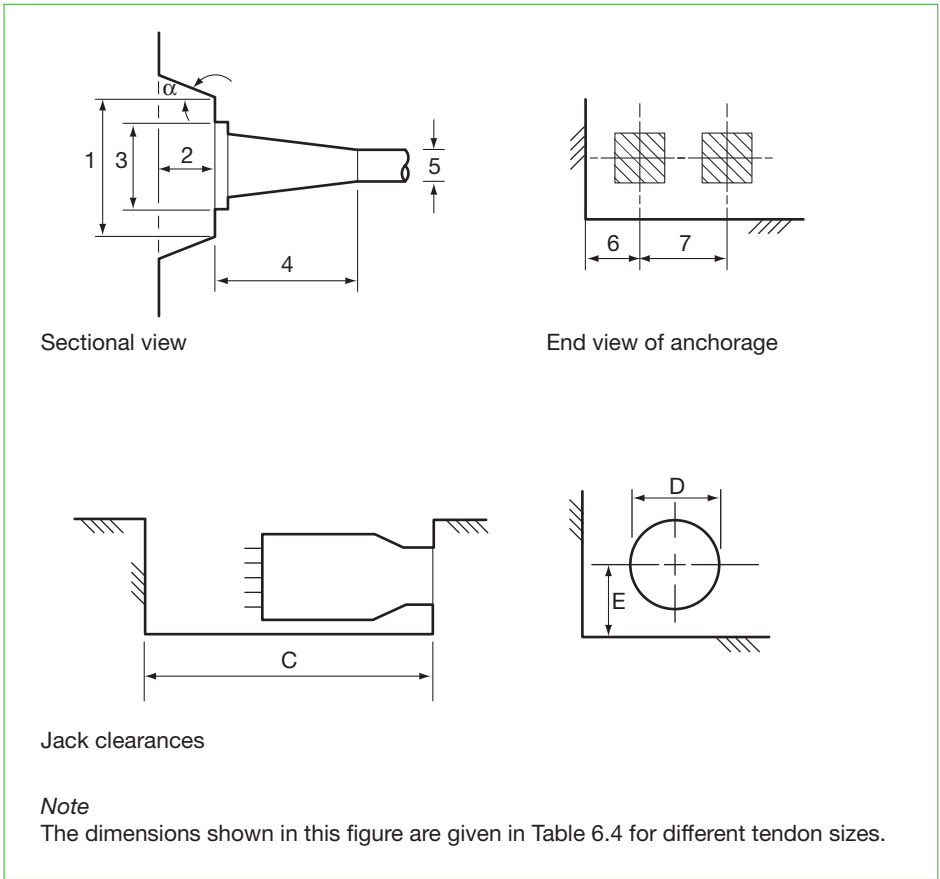 α
1
3
2
5
4
6
7
Sectional view
End view of anchorage
D
E
C
Jack clearances
Note
The dimensions shown in this figure are given in Table 6.4 for different tendon sizes.